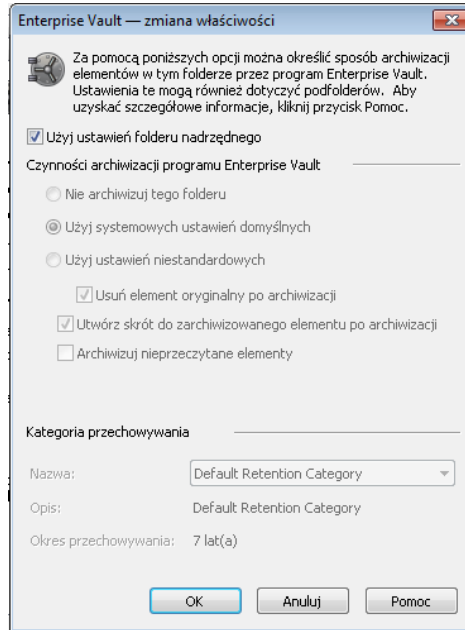 Enterprise Vault — zmiana właściwości
Za pomocą poniższych opcji można określić sposób archiwizacji
elementów w tym folderze przez program Enterprise Vault.
Ustawienia te mogą również dotyczyć podfolderów. Aby
uzyskać szczegółowe informacje, kliknij przycisk Pomoc.
Użyj ustawień folderu nadrzędnego
Czynności archiwizacji programu Enterprise Vault
Nie archiwizuj tego folderu
Użyj systemowych ustawień domyślnych
Użyj ustawień niestandardowych
Usuń element oryginalny po archiwizacji
Utwórz skrót do zarchiwizowanego elementu po archiwizacji
Archiwizuj nieprzeczytane elementy
Kategoria przechowywania
Nazwa: Default Retention Category
Opis: Default Retention Category
Okres przechowywania: 7 lat(a)
OK Anuluj Pomoc